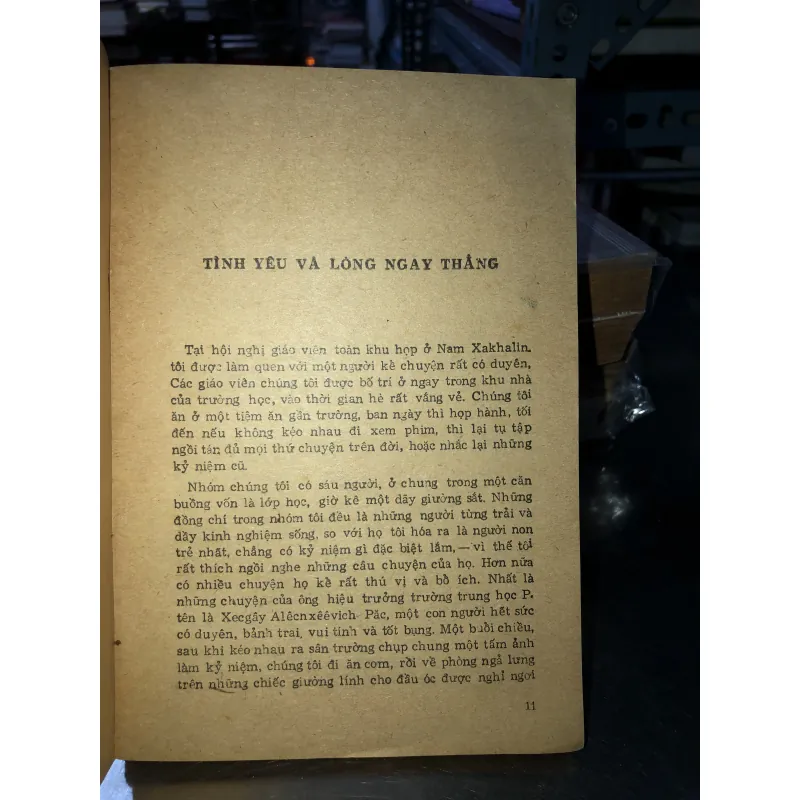 TÌNH YÊU VÀ LÒNG NGAY THẲNG
Tại hội nghị giáo viên toàn khu họp ở Nam Xakhalin.
tôi được làm quen với một người kể chuyện rất có duyên,
Các giáo viên chúng tôi được bố trí ở ngay trong khu nhà
của trường học, vào thời gian hè rất vắng vẻ. Chúng tôi
ăn ở một tiệm ăn gần trường, ban ngày thì họp hành, tối
đến nếu không kéo nhau đi xem phim, thì lại tụ tập
ngồi tán đủ mọi thứ chuyện trên đời, hoặc nhắc lại những
kỷ niệm cũ.
Nhóm chúng tôi có sáu người, ở chung trong một căn
buồng vốn là lớp học, giờ kê một dãy giường sắt. Những
đồng chí trong nhóm tôi đều là những người từng trải và
dầy kinh nghiệm sống, so với họ tôi hóa ra là người non
trẻ nhất, chẳng có kỷ niệm gì đặc biệt lắm, — vì thế tôi
rất thích ngồi nghe những câu chuyện của họ. Hơn nữa
có nhiều chuyện họ kể rất thú vị và bổ ích. Nhất là
những chuyện của ông hiệu trưởng trường trung học P.
tên là Xecgây Alêcnxêêvich Păc, một con người hết sức
có duyên, bảnh trai, vui tính và tốt bụng. Một buổi chiều,
sau khi kéo nhau ra sân trường chụp chung một tấm ảnh
làm kỷ niệm, chúng tôi đi ăn cơm, rồi về phòng ngả lưng
trên những chiếc giường lính cho đầu óc được nghỉ ngơi
11